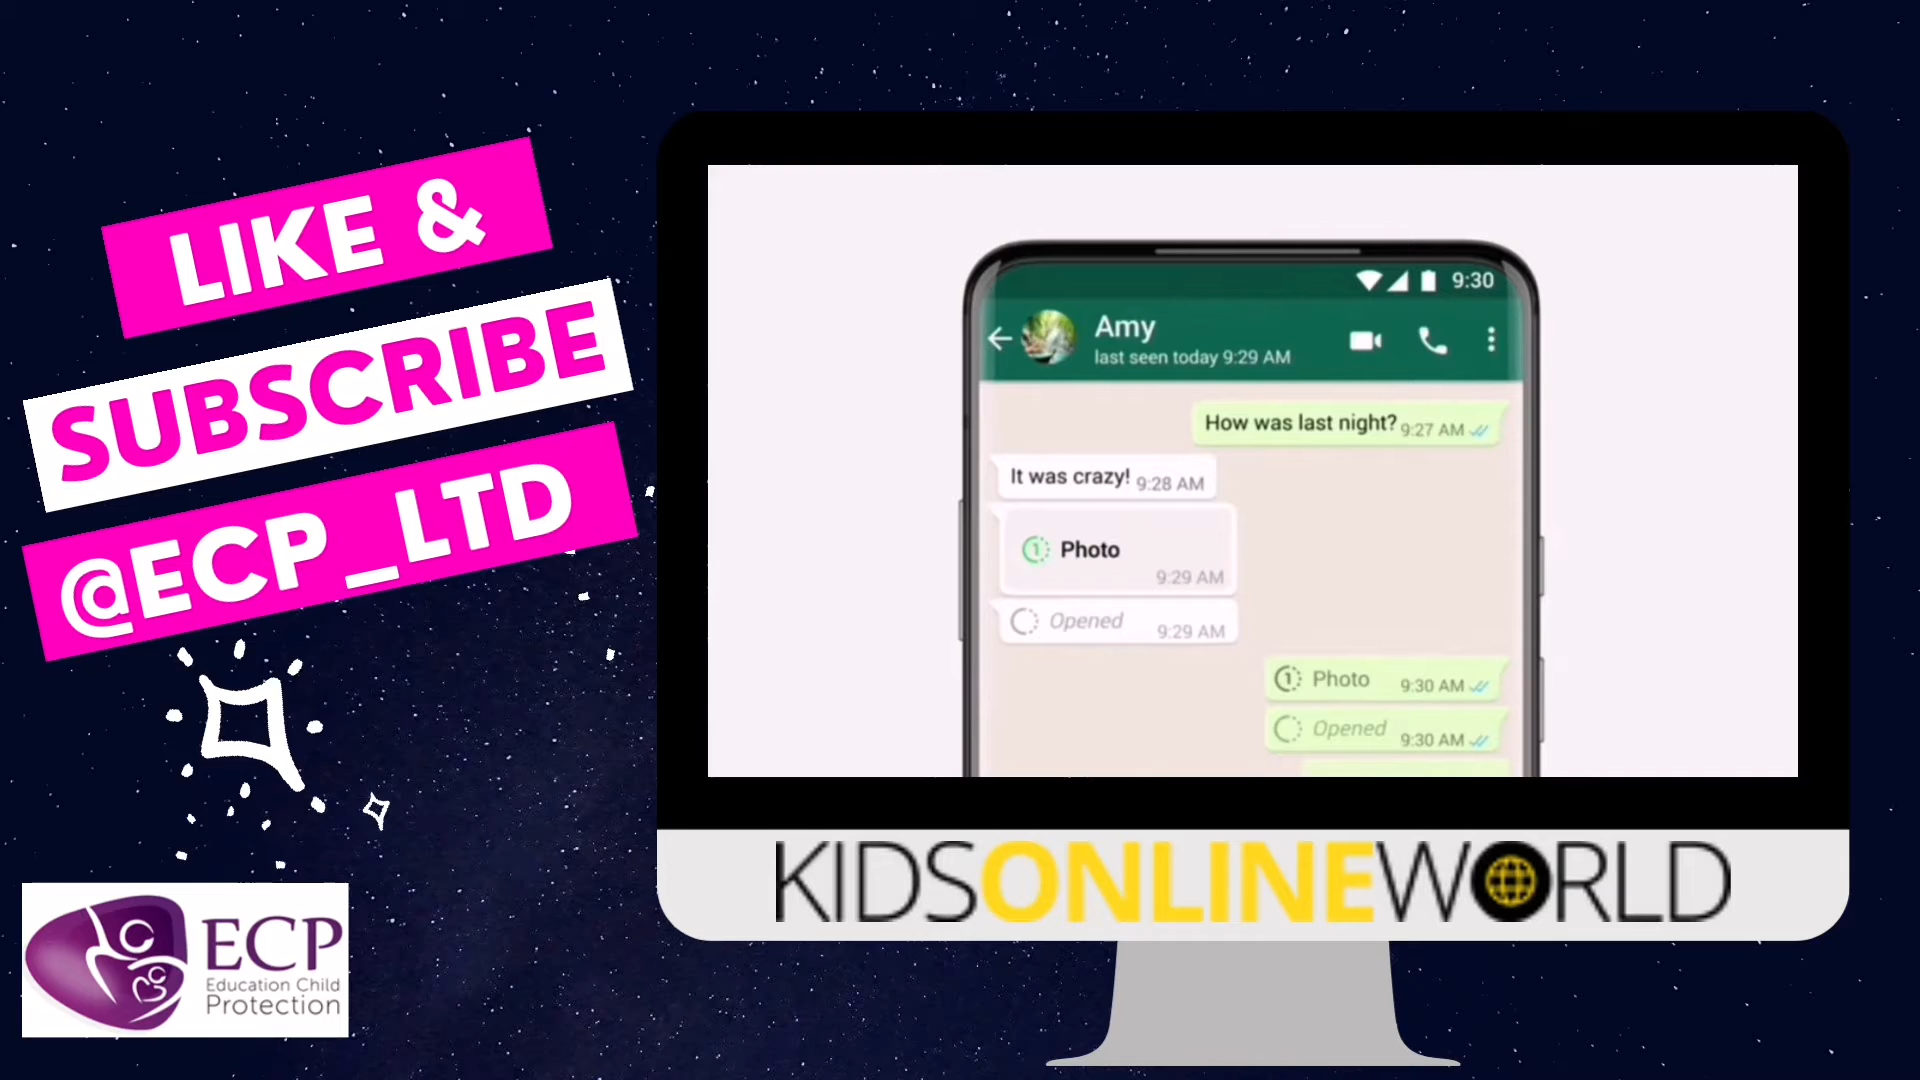 LIKE &
SUBSCRIBE
@ECP_LTD
ECP
Education Child
Protection
9:30
Amy
last seen today 9:29 AM
How was last night? 9:27 AM
It was crazy! 9:28 AM
1 Photo
9:29 AM
Opened 9:29 AM
1 Photo 9:30 AM
Opened 9:30 AM
KIDSONLINEWORLD